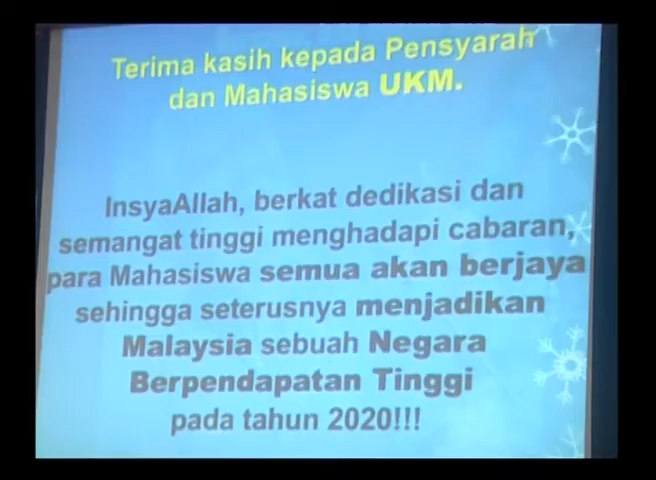 Terima kasih kepada Pensyarah
dan Mahasiswa UKM.
InsyaAllah, berkat dedikasi dan
semangat tinggi menghadapi cabaran,
para Mahasiswa semua akan berjaya
sehingga seterusnya menjadikan
Malaysia sebuah Negara
Berpendapatan Tinggi
pada tahun 2020!!!